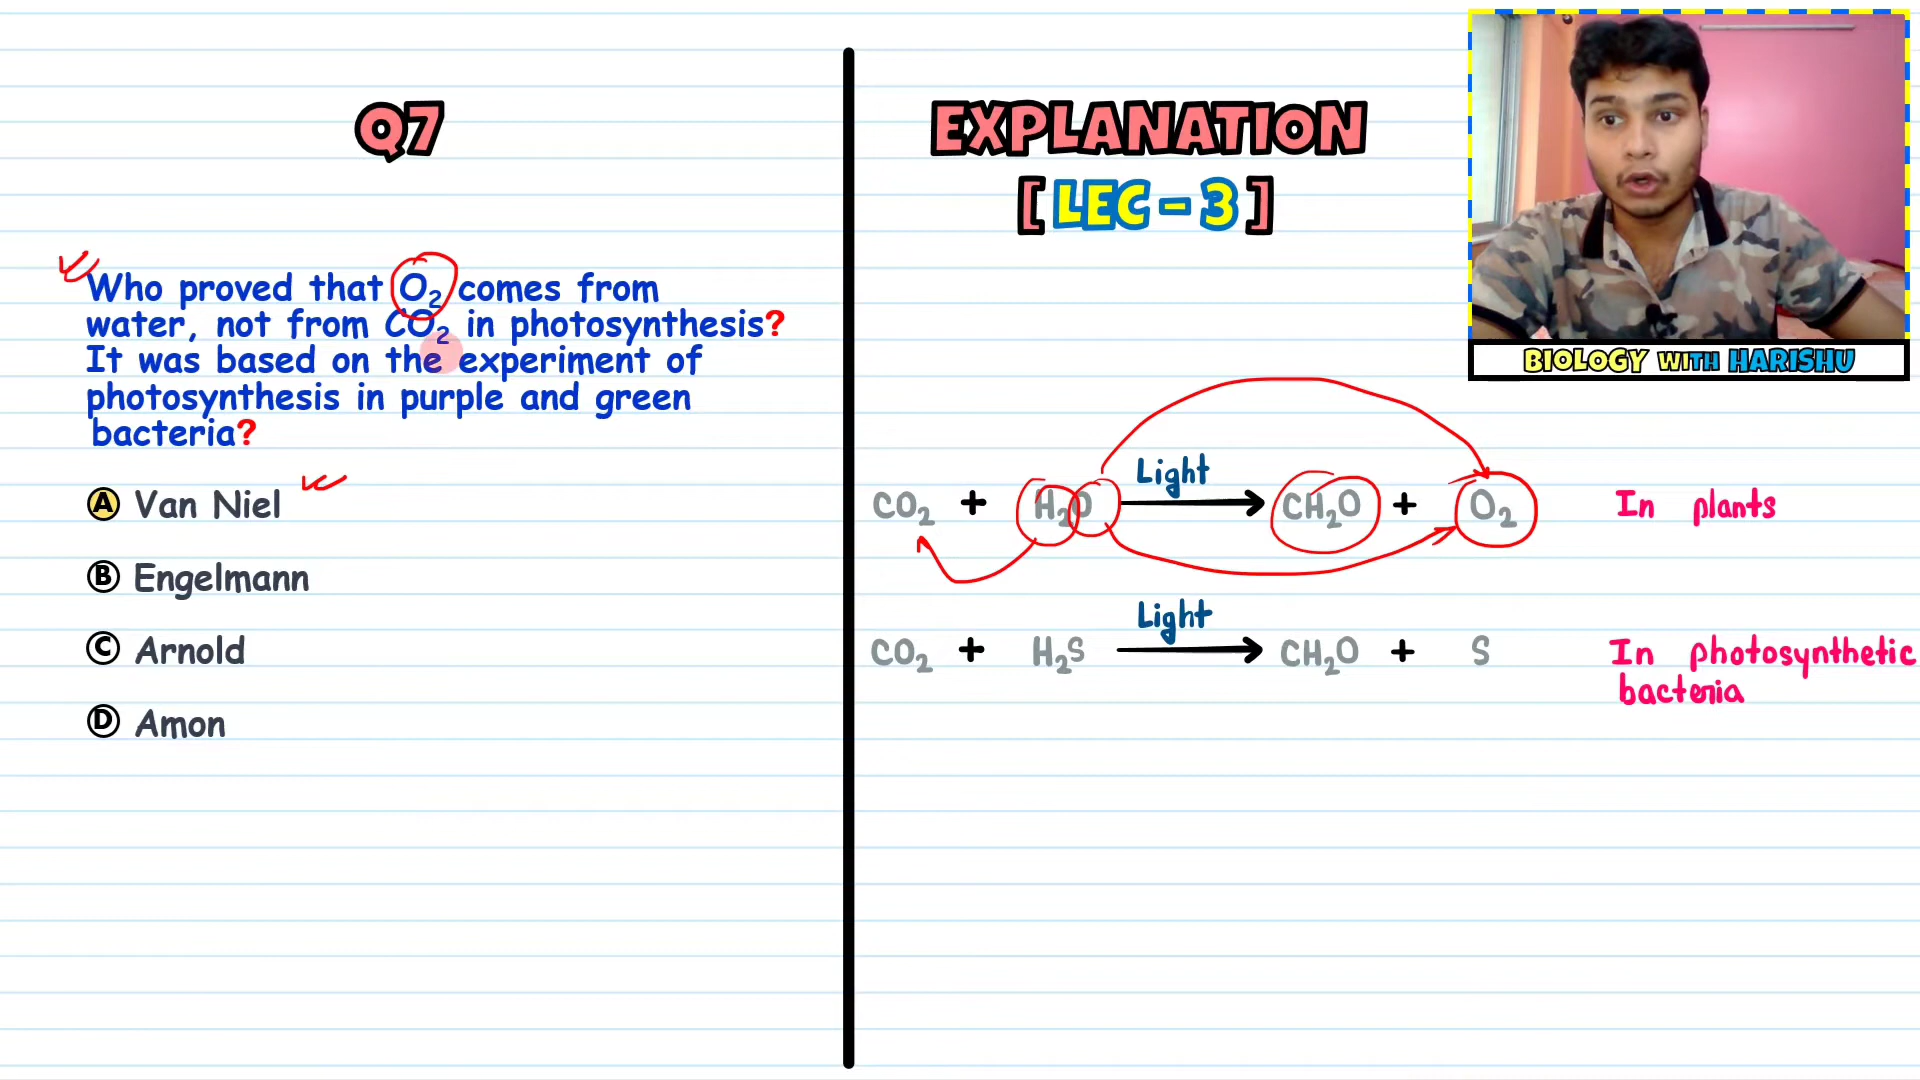 Q7
Who proved that O₂ comes from
water, not from CO₂ in photosynthesis?
It was based on the experiment of
photosynthesis in purple and green
bacteria?
A Van Niel
B Engelmann
C Arnold
D Amon
EXPLANATION
[ LEC - 3 ]
BIOLOGY WITH HARISHU
Light
CO₂ + H₂O → CH₂O + O₂ In plants
Light
CO₂ + H₂S → CH₂O + S In photosynthetic
bacteria